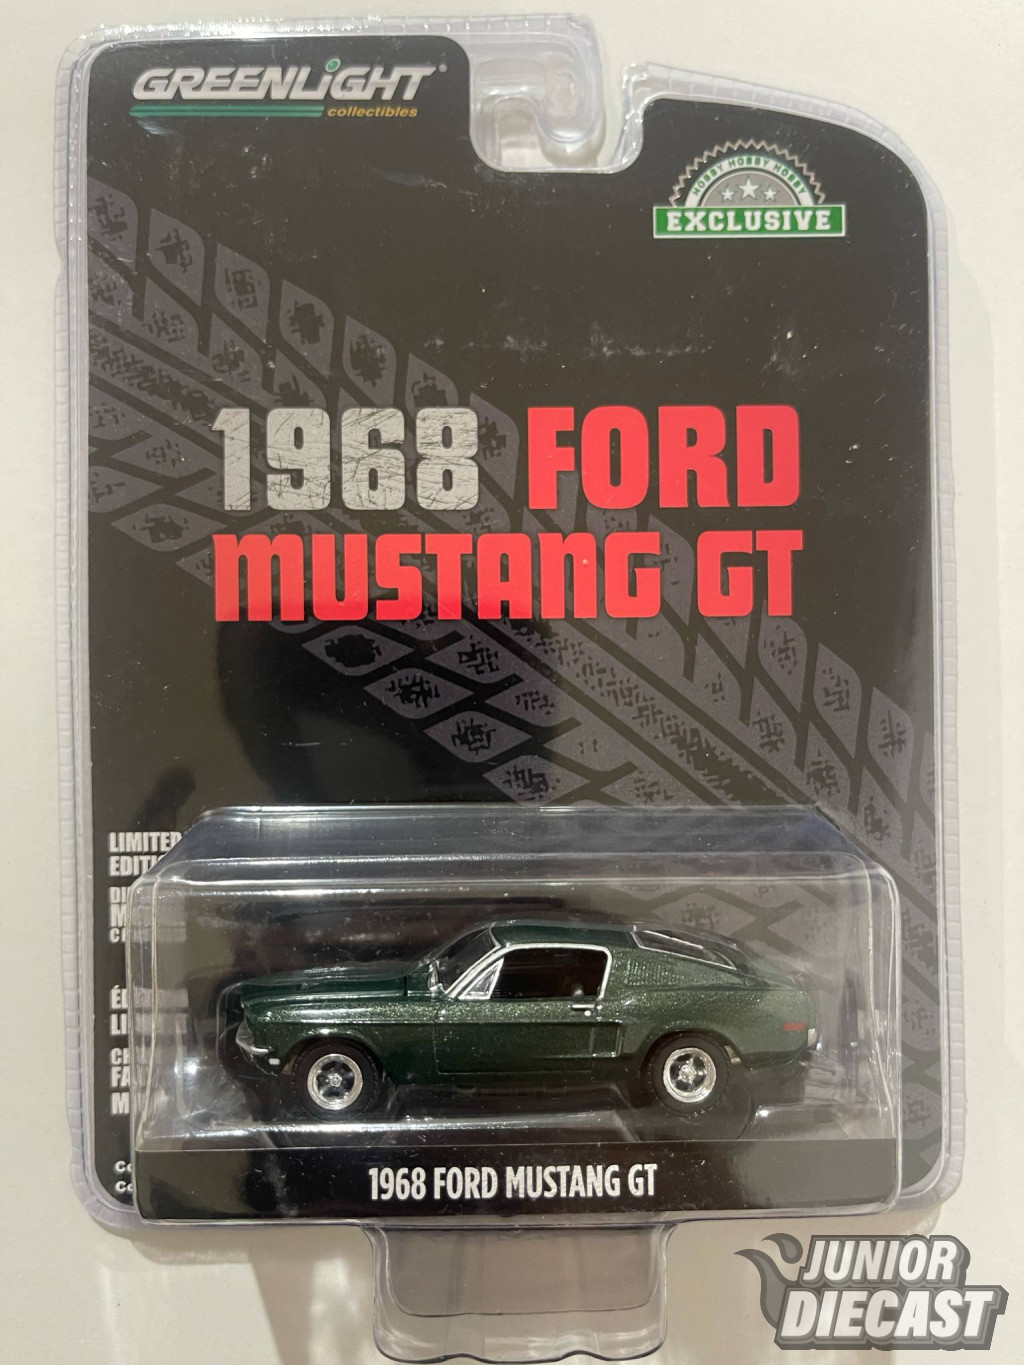 GREENLIGHT
collectibles
HOBBY HOBBY HOBBY
EXCLUSIVE
1968 FORD
MUSTANG GT
LIMITED
1968 FORD MUSTANG GT
JUNIOR
DIECAST